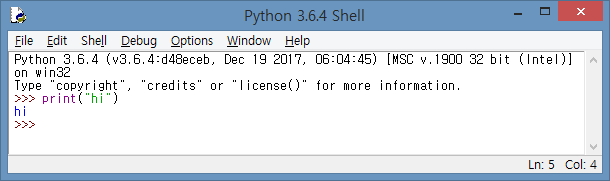 Python 3.6.4 Shell
File Edit Shell Debug Options Window Help
Python 3.6.4 (v3.6.4:d48eceb, Dec 19 2017, 06:04:45) [MSC v.1900 32 bit (Intel)]
on win32
Type "copyright", "credits" or "license()" for more information.
>>> print("hi")
hi
>>>
Ln: 5 Col: 4